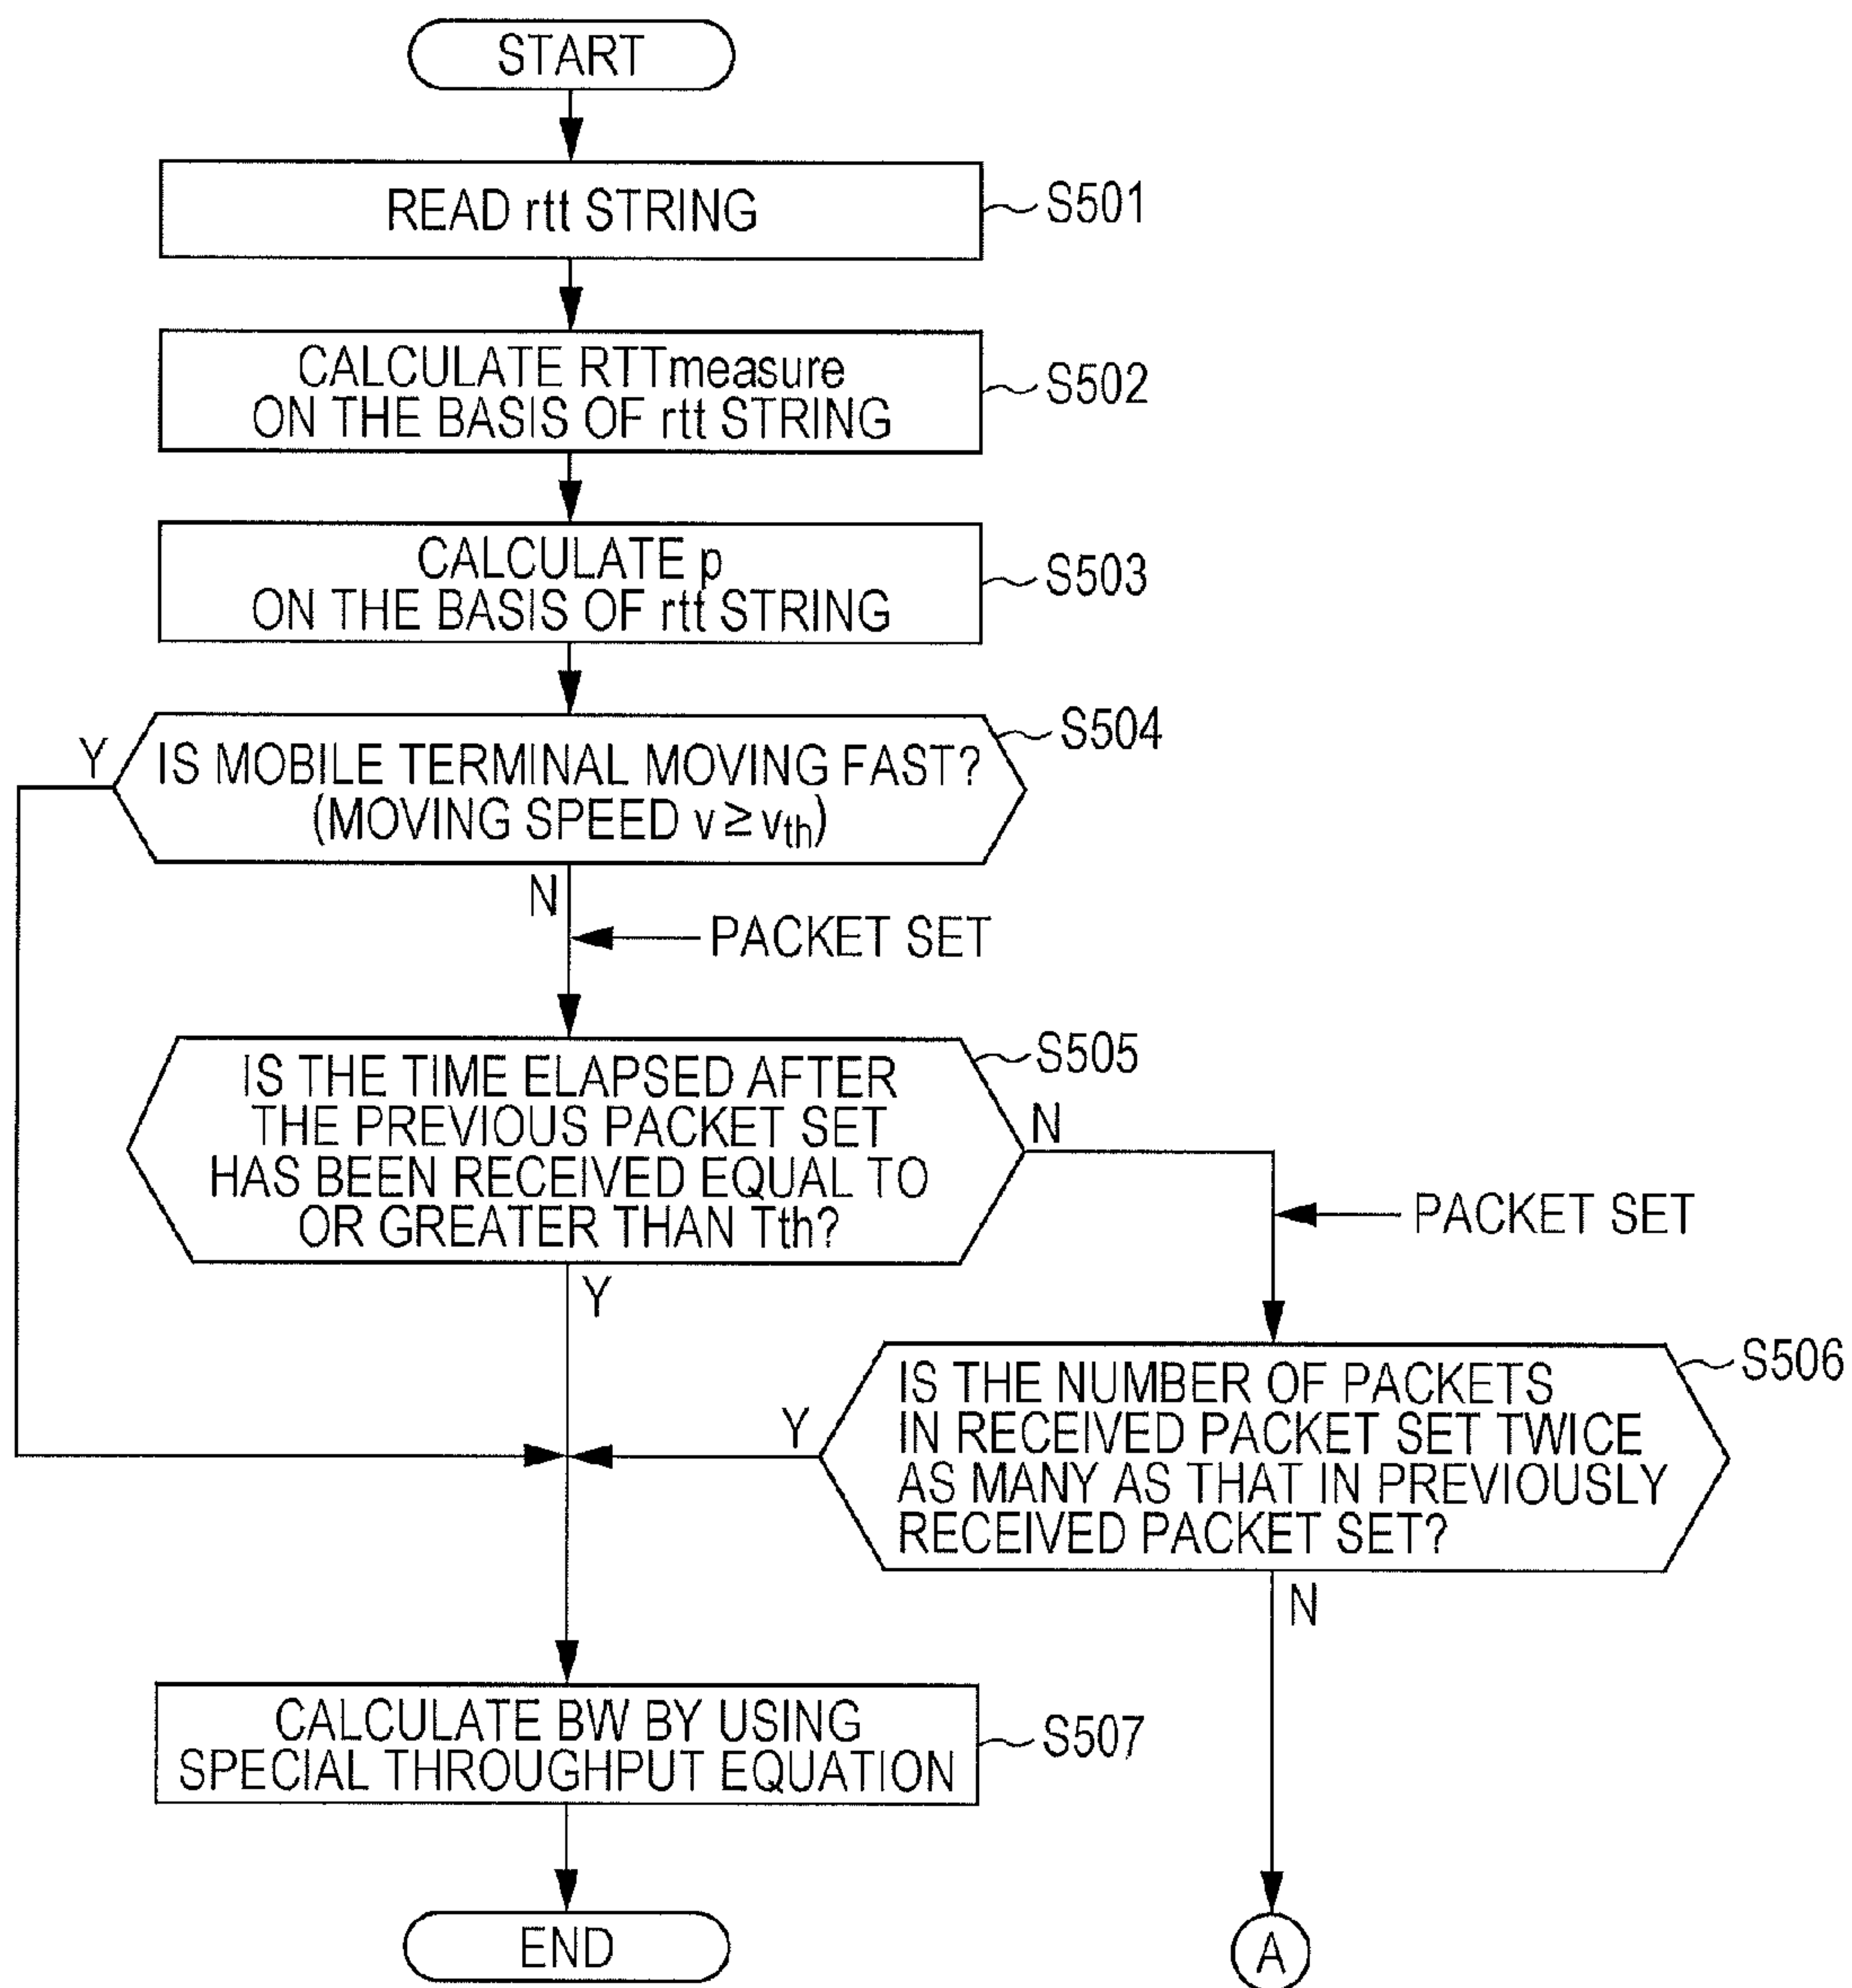 START
READ rtt STRING
S501
CALCULATE RTTmeasure
ON THE BASIS OF rtt STRING
S502
CALCULATE p
ON THE BASIS OF rtt STRING
S503
S504
Y
IS MOBILE TERMINAL MOVING FAST?
(MOVING SPEED v ≥ vth)
N
PACKET SET
S505
IS THE TIME ELAPSED AFTER
THE PREVIOUS PACKET SET
HAS BEEN RECEIVED EQUAL TO
OR GREATER THAN Tth?
N
PACKET SET
Y
S506
IS THE NUMBER OF PACKETS
IN RECEIVED PACKET SET TWICE
AS MANY AS THAT IN PREVIOUSLY
RECEIVED PACKET SET?
Y
N
CALCULATE BW BY USING
SPECIAL THROUGHPUT EQUATION
S507
END
A